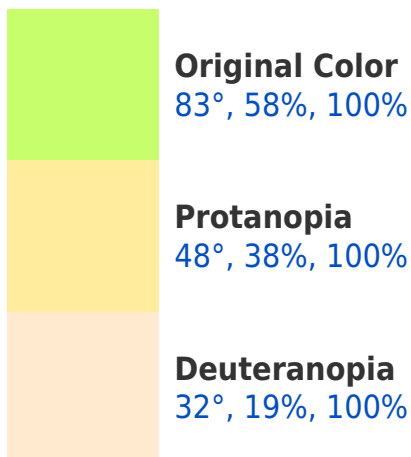 Original Color
83°, 58%, 100%
Protanopia
48°, 38%, 100%
Deuteranopia
32°, 19%, 100%